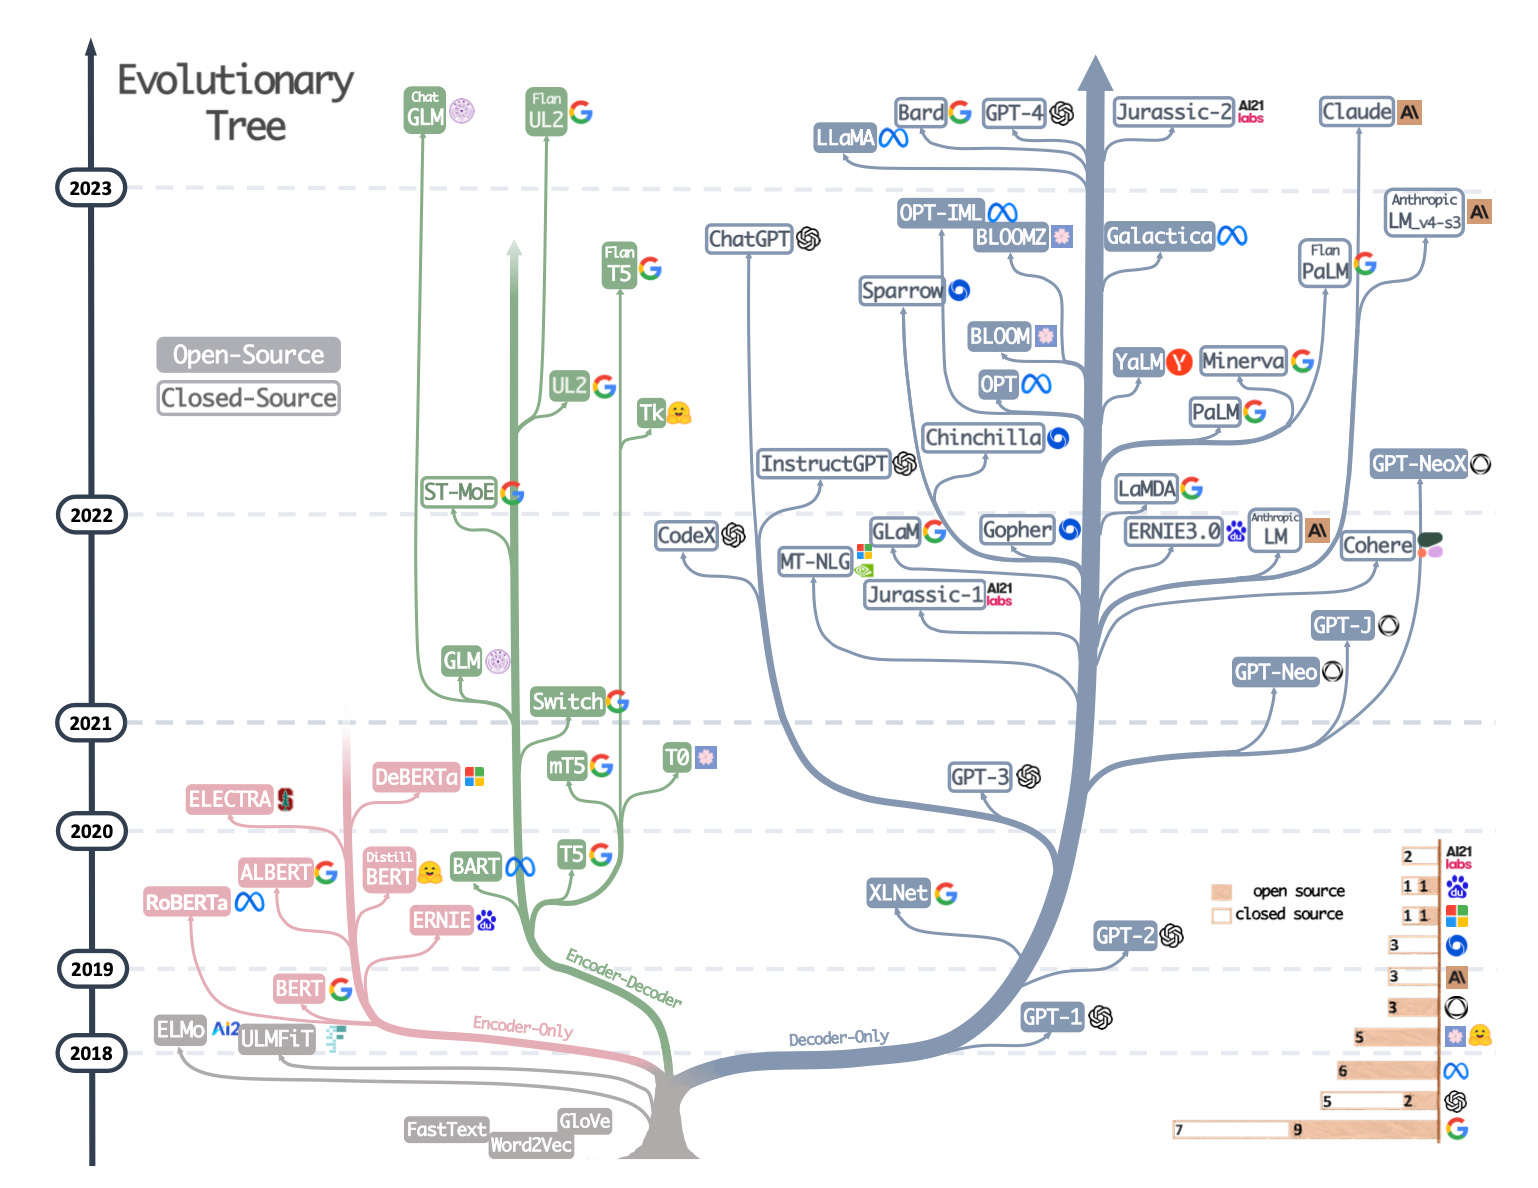 Evolutionary
Tree
2023
2022
2021
2020
2019
2018
Open-Source
Closed-Source
Chat
GLM
Flan
UL2
Bard
GPT-4
Jurassic-2
AI21
labs
Claude
A\
LLaMA
Anthropic
LM_v4-s3
A\
OPT-IML
BLOOMZ
Galactica
ChatGPT
Flan
T5
Flan
PaLM
Sparrow
BLOOM
YaLM
Y
Minerva
UL2
OPT
Tk
PaLM
Chinchilla
InstructGPT
GPT-NeoX
ST-MoE
LaMDA
CodeX
GLaM
Gopher
ERNIE3.0
du
Anthropic
LM
A\
Cohere
MT-NLG
Jurassic-1
AI21
labs
GPT-J
GLM
GPT-Neo
Switch
mT5
T0
DeBERTa
GPT-3
ELECTRA
S
BART
T5
Distill
BERT
ALBERT
RoBERTa
XLNet
ERNIE
du
GPT-2
Encoder-Decoder
BERT
GPT-1
ELMo
Ai2
ULMFiT
Encoder-Only
Decoder-Only
FastText
Word2Vec
GloVe
open source
closed source
2
AI21
labs
1 1
du
1 1
3
3
A\
3
5
6
5 2
7 9